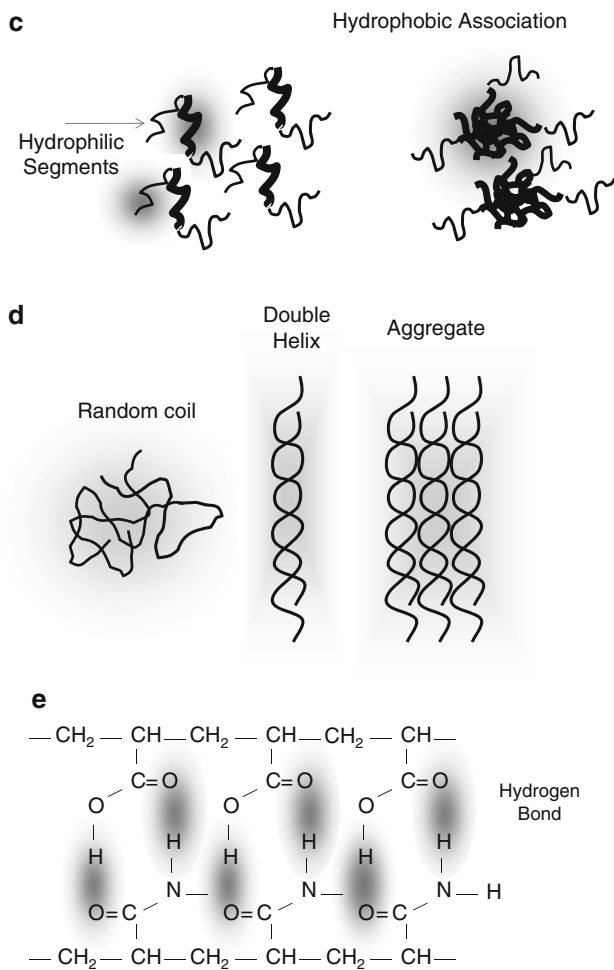 c
Hydrophobic Association
Hydrophilic
Segments
d
Double
Helix
Aggregate
Random coil
e
— CH₂ — CH — CH₂ — CH — CH₂ — CH —
C=O C=O C=O
O O O
Hydrogen
Bond
H H H H H H
N — N — N — H
O=C O=C O=C
— CH₂ — CH — CH₂ — CH — CH₂ — CH —